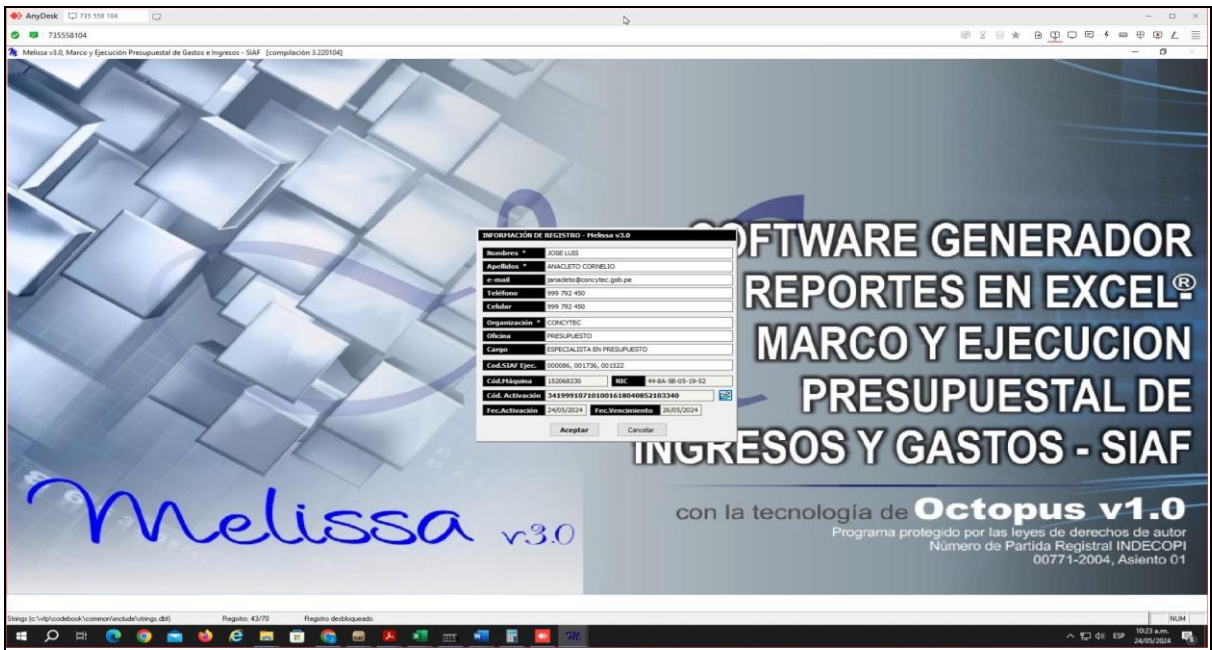 AnyDesk 735 558 104
735558104
Melissa v3.0, Marco y Ejecución Presupuestal de Gastos e Ingresos - SIAF [compilación 3.220104]
INFORMACIÓN DE REGISTRO - Melissa v3.0
Nombres * JOSE LUIS
Apellidos * ANACLETO CORNELIO
e-mail janacleto@concytec.gob.pe
Teléfono 999 792 450
Celular 999 792 450
Organización * CONCYTEC
Oficina PRESUPUESTO
Cargo ESPECIALISTA EN PRESUPUESTO
Cod.SIAF Ejec. 000086, 001736, 001522
Cód.Máquina 152068230 NIC 44-8A-5B-05-19-52
Cód. Activación 3419991071010016180408521033​40
Fec.Activación 24/05/2024 Fec.Vencimiento 26/05/2024
Aceptar Cancelar
SOFTWARE GENERADOR
REPORTES EN EXCEL®
MARCO Y EJECUCION
PRESUPUESTAL DE
INGRESOS Y GASTOS - SIAF
Melissa v3.0
con la tecnología de Octopus v1.0
Programa protegido por las leyes de derechos de autor
Número de Partida Registral INDECOPI
00771-2004, Asiento 01
Strings (c:\vfp\codebook\common\include\strings.dbf) Registro: 43/70 Registro desbloqueado NUM
ESP 10:23 a.m.
24/05/2024